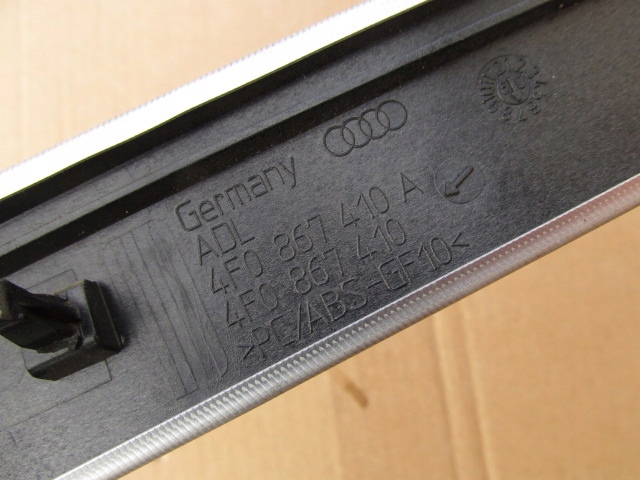 Germany
ADL
4F0 867 410 A
4F0 867 410
>PC/ABS-GF10<